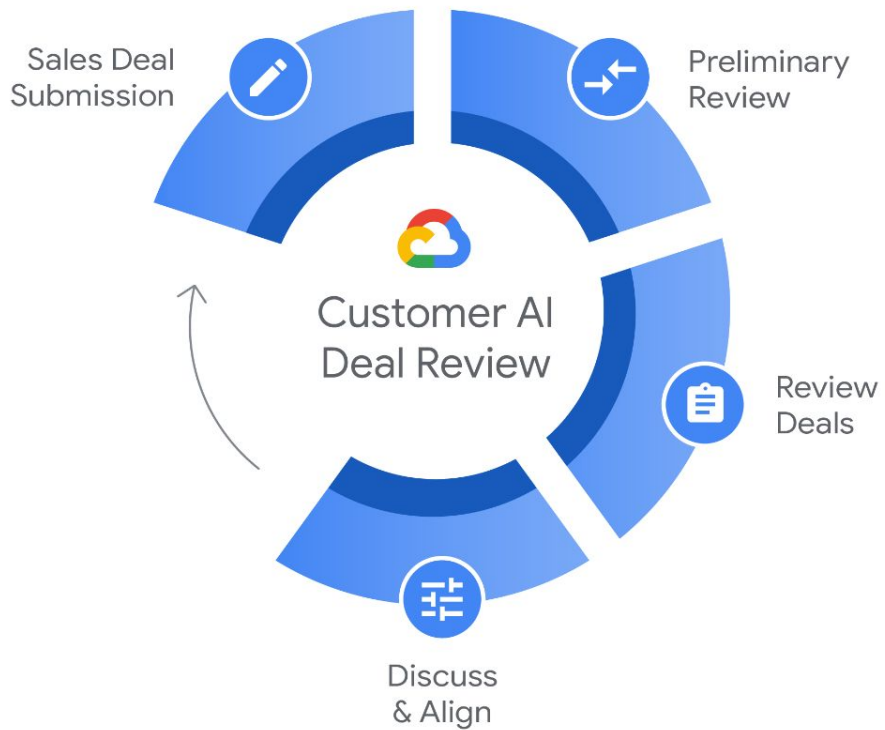 Sales Deal
Submission
Preliminary
Review
Customer AI
Deal Review
Review
Deals
Discuss
& Align